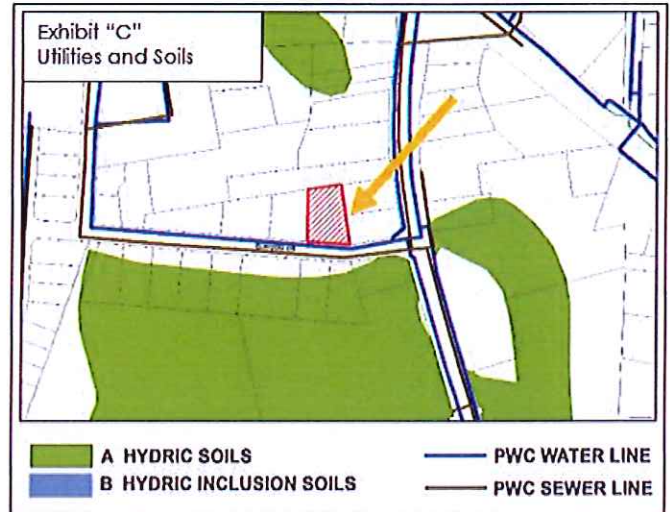 Exhibit "C"
Utilities and Soils
A HYDRIC SOILS
B HYDRIC INCLUSION SOILS
PWC WATER LINE
PWC SEWER LINE